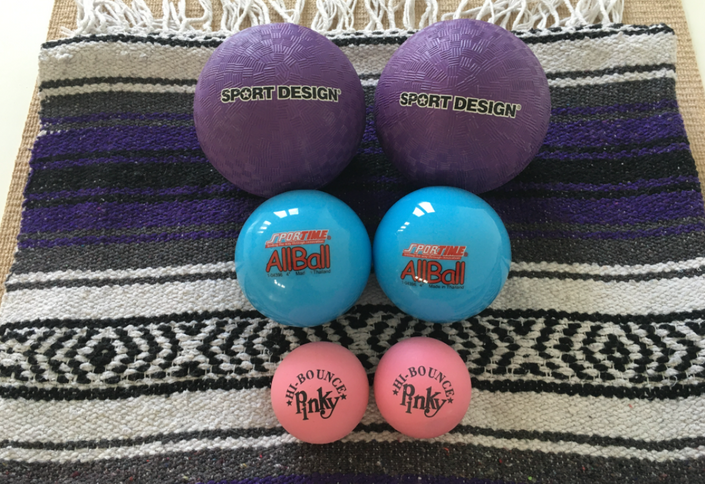 SPORT DESIGN
SPORT DESIGN
SPORTIME
AllBall
SPORTIME
AllBall
HI-BOUNCE
Pinky
HI-BOUNCE
Pinky